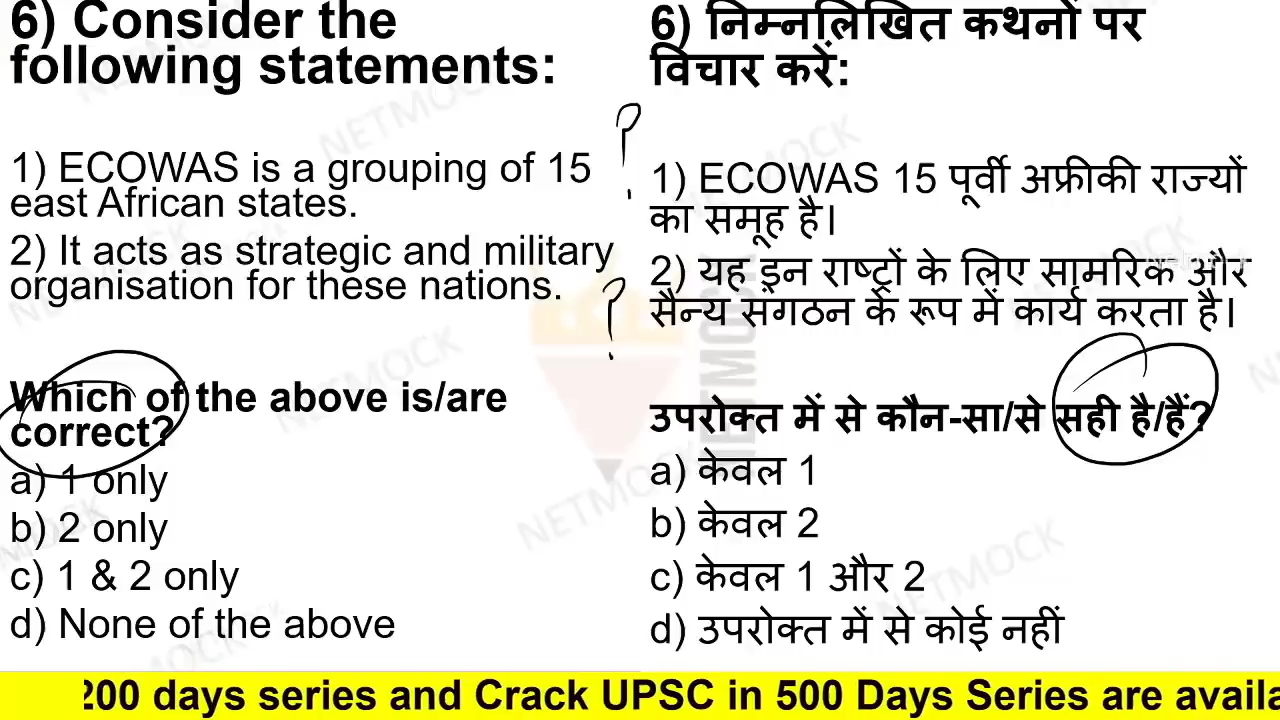 6) Consider the
following statements:
1) ECOWAS is a grouping of 15
east African states.
2) It acts as strategic and military
organisation for these nations.
Which of the above is/are
correct?
a) 1 only
b) 2 only
c) 1 & 2 only
d) None of the above
6) निम्नलिखित कथनों पर
विचार करें:
1) ECOWAS 15 पूर्वी अफ्रीकी राज्यों
का समूह है।
2) यह इन राष्ट्रों के लिए सामरिक और
सैन्य संगठन के रूप में कार्य करता है।
उपरोक्त में से कौन-सा/से सही है/हैं?
a) केवल 1
b) केवल 2
c) केवल 1 और 2
d) उपरोक्त में से कोई नहीं
?
?
NETMOCK
200 days series and Crack UPSC in 500 Days Series are availa